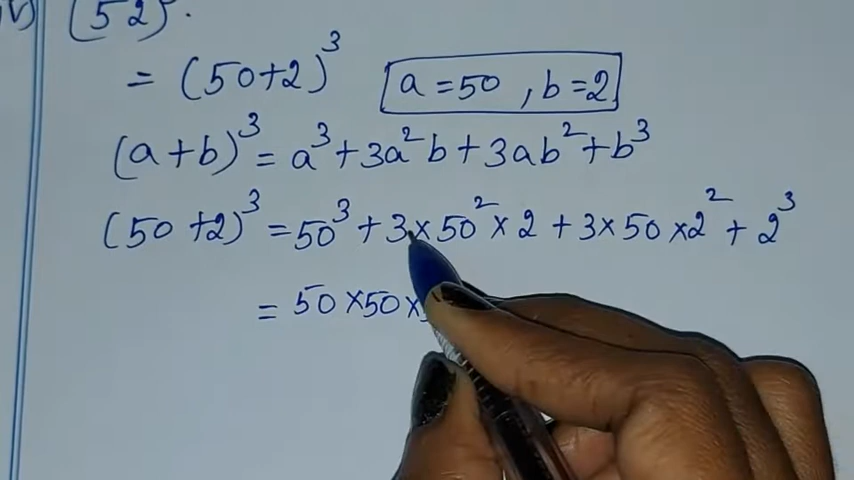 iv) (52)³.
= (50+2)³ a=50, b=2
(a+b)³ = a³ + 3a²b + 3ab² + b³
(50+2)³ = 50³ + 3×50²×2 + 3×50×2² + 2³
= 50×50×